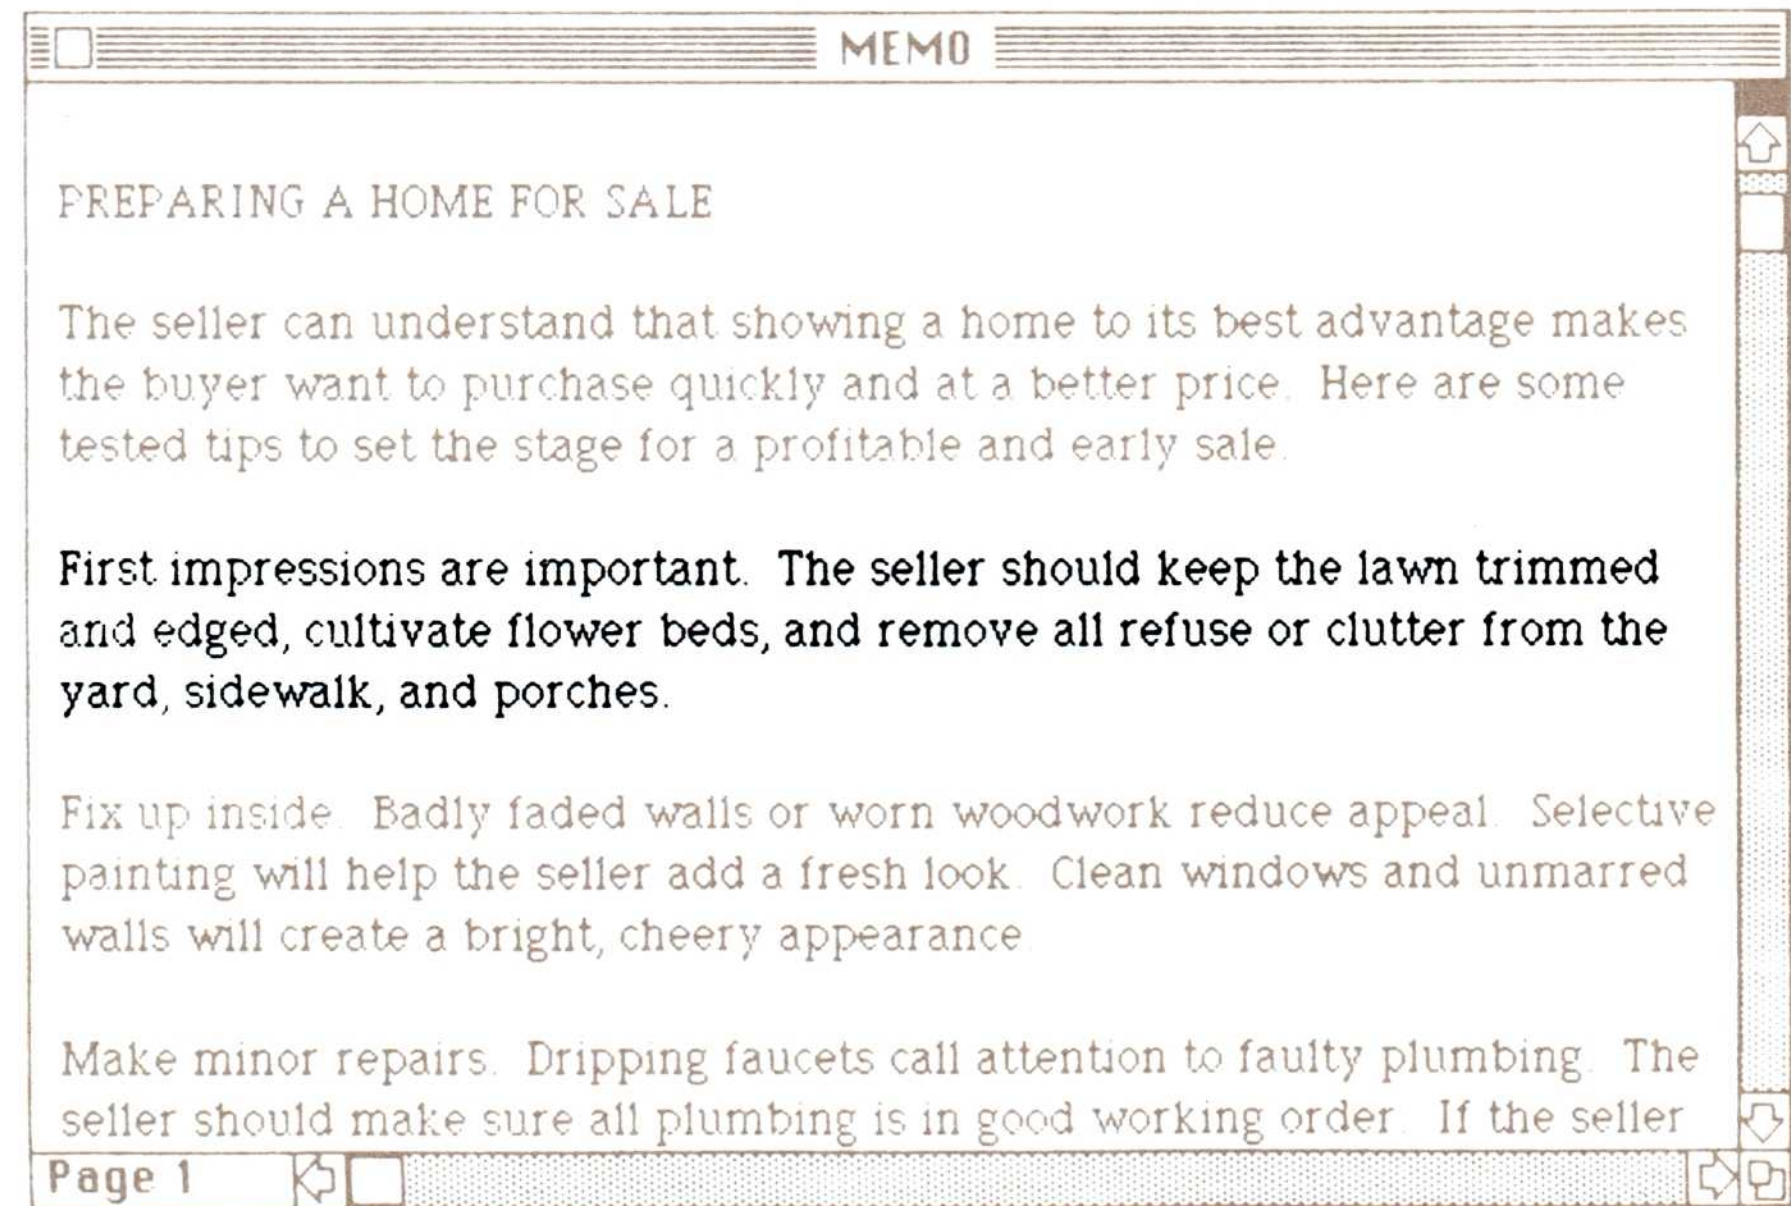 MEMO
PREPARING A HOME FOR SALE
The seller can understand that showing a home to its best advantage makes
the buyer want to purchase quickly and at a better price. Here are some
tested tips to set the stage for a profitable and early sale.
First impressions are important. The seller should keep the lawn trimmed
and edged, cultivate flower beds, and remove all refuse or clutter from the
yard, sidewalk, and porches.
Fix up inside. Badly faded walls or worn woodwork reduce appeal. Selective
painting will help the seller add a fresh look. Clean windows and unmarred
walls will create a bright, cheery appearance.
Make minor repairs. Dripping faucets call attention to faulty plumbing. The
seller should make sure all plumbing is in good working order. If the seller
Page 1